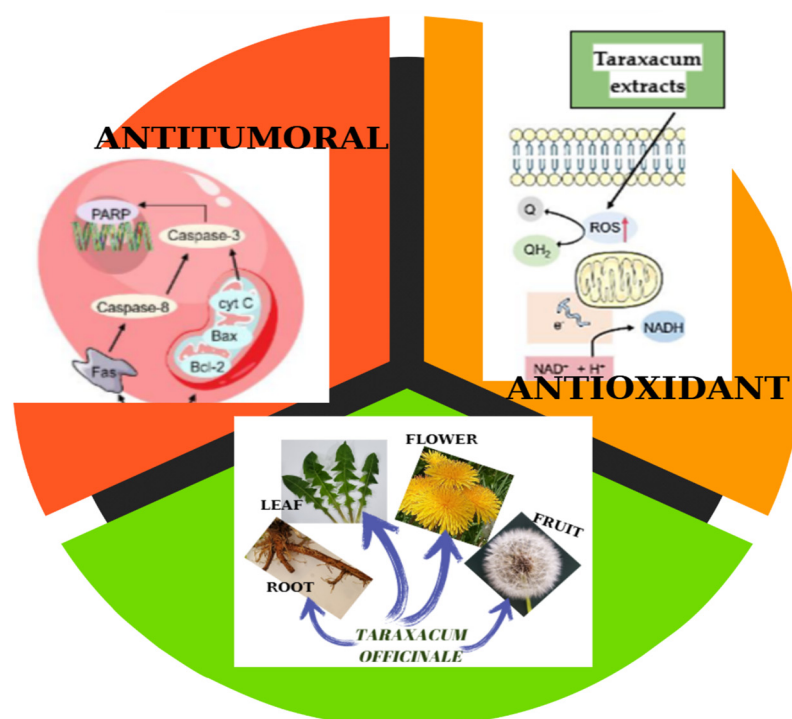 ANTITUMORAL
PARP
Caspase-3
Caspase-8
cyt C
Bax
Bcl-2
Fas
Taraxacum
extracts
Q
ROS
QH₂
e⁻
NADH
NAD⁻ + H⁺
ANTIOXIDANT
FLOWER
LEAF
FRUIT
ROOT
TARAXACUM
OFFICINALE